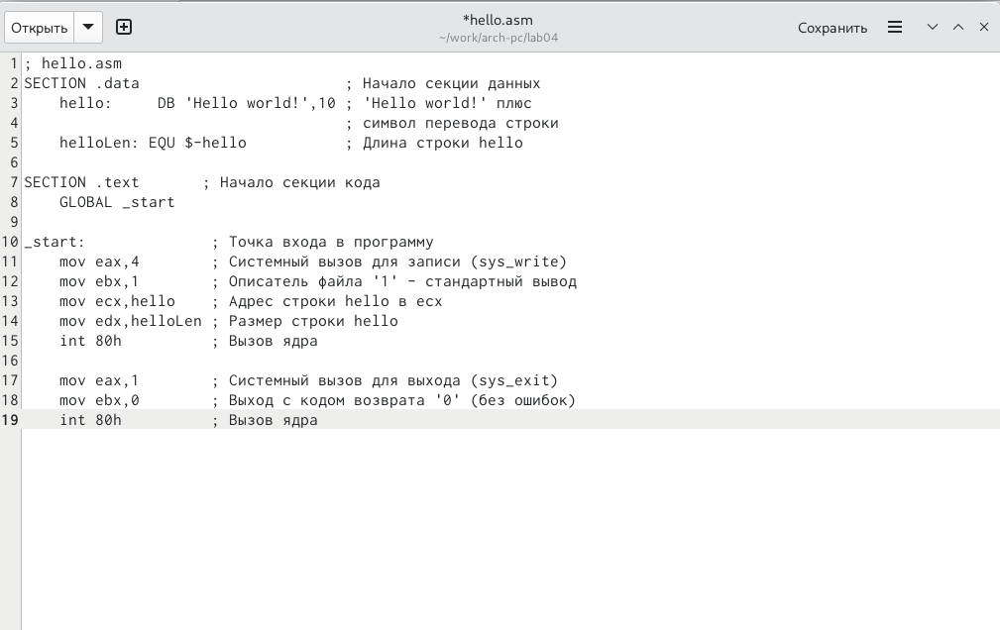 Открыть
*hello.asm
~/work/arch-pc/lab04
Сохранить
1 ; hello.asm
2 SECTION .data                       ; Начало секции данных
3     hello:     DB 'Hello world!',10 ; 'Hello world!' плюс
4                                     ; символ перевода строки
5     helloLen: EQU $-hello           ; Длина строки hello
6
7 SECTION .text       ; Начало секции кода
8     GLOBAL _start
9
10 _start:              ; Точка входа в программу
11     mov eax,4        ; Системный вызов для записи (sys_write)
12     mov ebx,1        ; Описатель файла '1' - стандартный вывод
13     mov ecx,hello    ; Адрес строки hello в ecx
14     mov edx,helloLen ; Размер строки hello
15     int 80h          ; Вызов ядра
16
17     mov eax,1        ; Системный вызов для выхода (sys_exit)
18     mov ebx,0        ; Выход с кодом возврата '0' (без ошибок)
19     int 80h          ; Вызов ядра